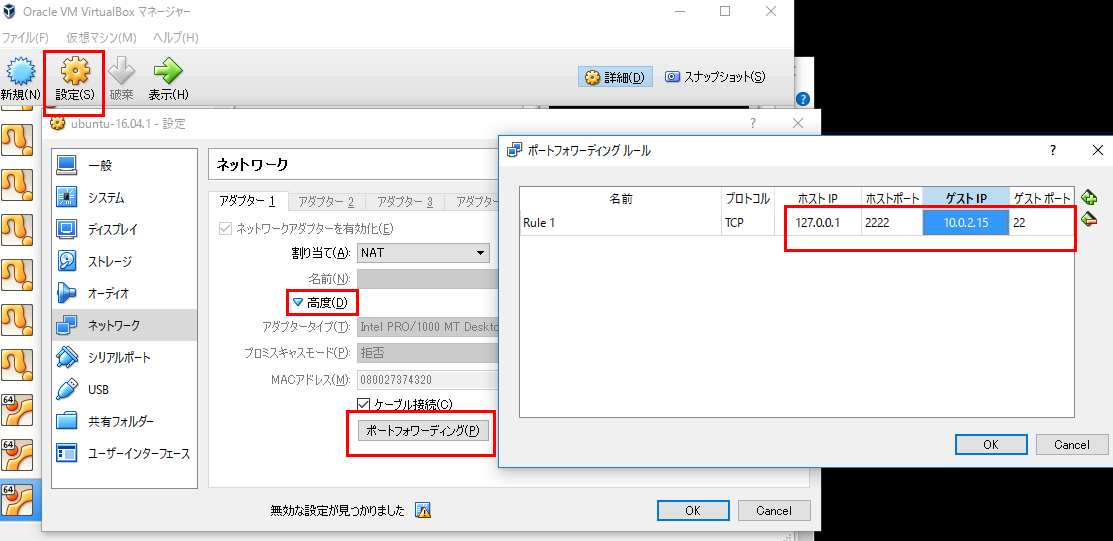 Oracle VM VirtualBox マネージャー
ファイル(F) 仮想マシン(M) ヘルプ(H)
新規(N) 設定(S) 破棄 表示(H) 詳細(D) スナップショット(S)
ubuntu-16.04.1 - 設定
一般
システム
ディスプレイ
ストレージ
オーディオ
ネットワーク
シリアルポート
USB
共有フォルダー
ユーザーインターフェース
ネットワーク
アダプター 1 アダプター 2 アダプター 3 アダプター
ネットワークアダプターを有効化(E)
割り当て(A): NAT
名前(N):
高度(D)
アダプタータイプ(T): Intel PRO/1000 MT Deskto
プロミスキャスモード(P): 拒否
MACアドレス(M): 080027374320
ケーブル接続(C)
ポートフォワーディング(P)
無効な設定が見つかりました
OK Cancel
ポートフォワーディング ルール
名前 プロトコル ホスト IP ホストポート ゲスト IP ゲスト ポート
Rule 1 TCP 127.0.0.1 2222 10.0.2.15 22
OK Cancel
64
64
64